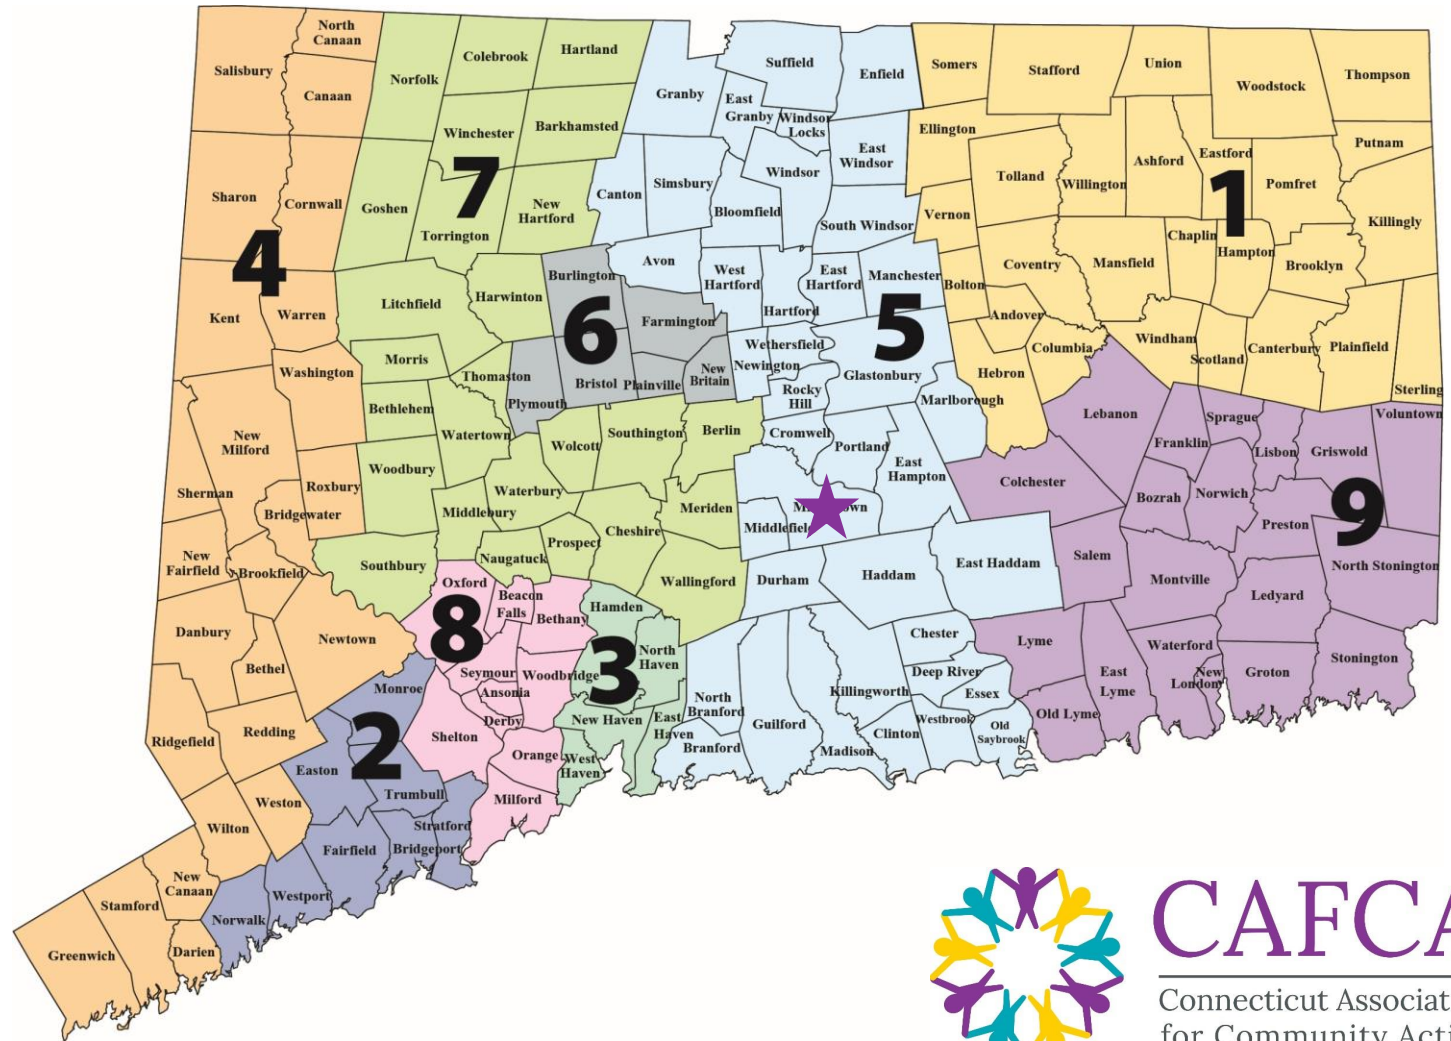 North
Canaan
Salisbury
Canaan
Norfolk
Colebrook
Hartland
Granby
Suffield
Enfield
Somers
Stafford
Union
Woodstock
Thompson
East
Granby
Windsor
Locks
Winchester
Barkhamsted
East
Windsor
Ellington
Putnam
Sharon
Cornwall
Goshen
7
Torrington
New
Hartford
Canton
Simsbury
Windsor
Bloomfield
South Windsor
Vernon
Tolland
Willington
Ashford
Eastford
1
Pomfret
Killingly
4
Litchfield
Harwinton
Burlington
Avon
West
Hartford
Hartford
East
Hartford
Manchester
Bolton
Coventry
Mansfield
Chaplin
Hampton
Brooklyn
Kent
Warren
6
Farmington
5
Andover
Columbia
Windham
Scotland
Canterbury
Plainfield
Sterling
Washington
Morris
Thomaston
Plymouth
Bristol
Plainville
New
Britain
Wethersfield
Newington
Rocky
Hill
Glastonbury
Marlborough
Hebron
Lebanon
Sprague
Voluntown
New
Milford
Bethlehem
Watertown
Wolcott
Southington
Berlin
Cromwell
Portland
East
Hampton
Colchester
Franklin
Lisbon
Griswold
Sherman
Roxbury
Bridgewater
Woodbury
Waterbury
Middlebury
Cheshire
Meriden
Middlefield
Bozrah
Norwich
Preston
9
New
Fairfield
Brookfield
Southbury
Naugatuck
Prospect
Wallingford
Durham
Haddam
East Haddam
Salem
Montville
North Stonington
Ledyard
Danbury
Bethel
Newtown
Oxford
8
Beacon
Falls
Bethany
Hamden
3
North
Haven
Chester
Lyme
East
Lyme
Waterford
New
London
Groton
Stonington
Monroe
Seymour
Woodbridge
Ansonia
Derby
Shelton
Orange
Milford
New Haven
East
Haven
West
Haven
North
Branford
Branford
Guilford
Killingworth
Madison
Deep River
Essex
Clinton
Westbrook
Old
Saybrook
Old Lyme
Ridgefield
Redding
2
Easton
Trumbull
Stratford
Bridgeport
Weston
Wilton
Fairfield
Westport
Norwalk
New
Canaan
Stamford
Darien
Greenwich
CAFCA
Connecticut Associat
for Community Acti